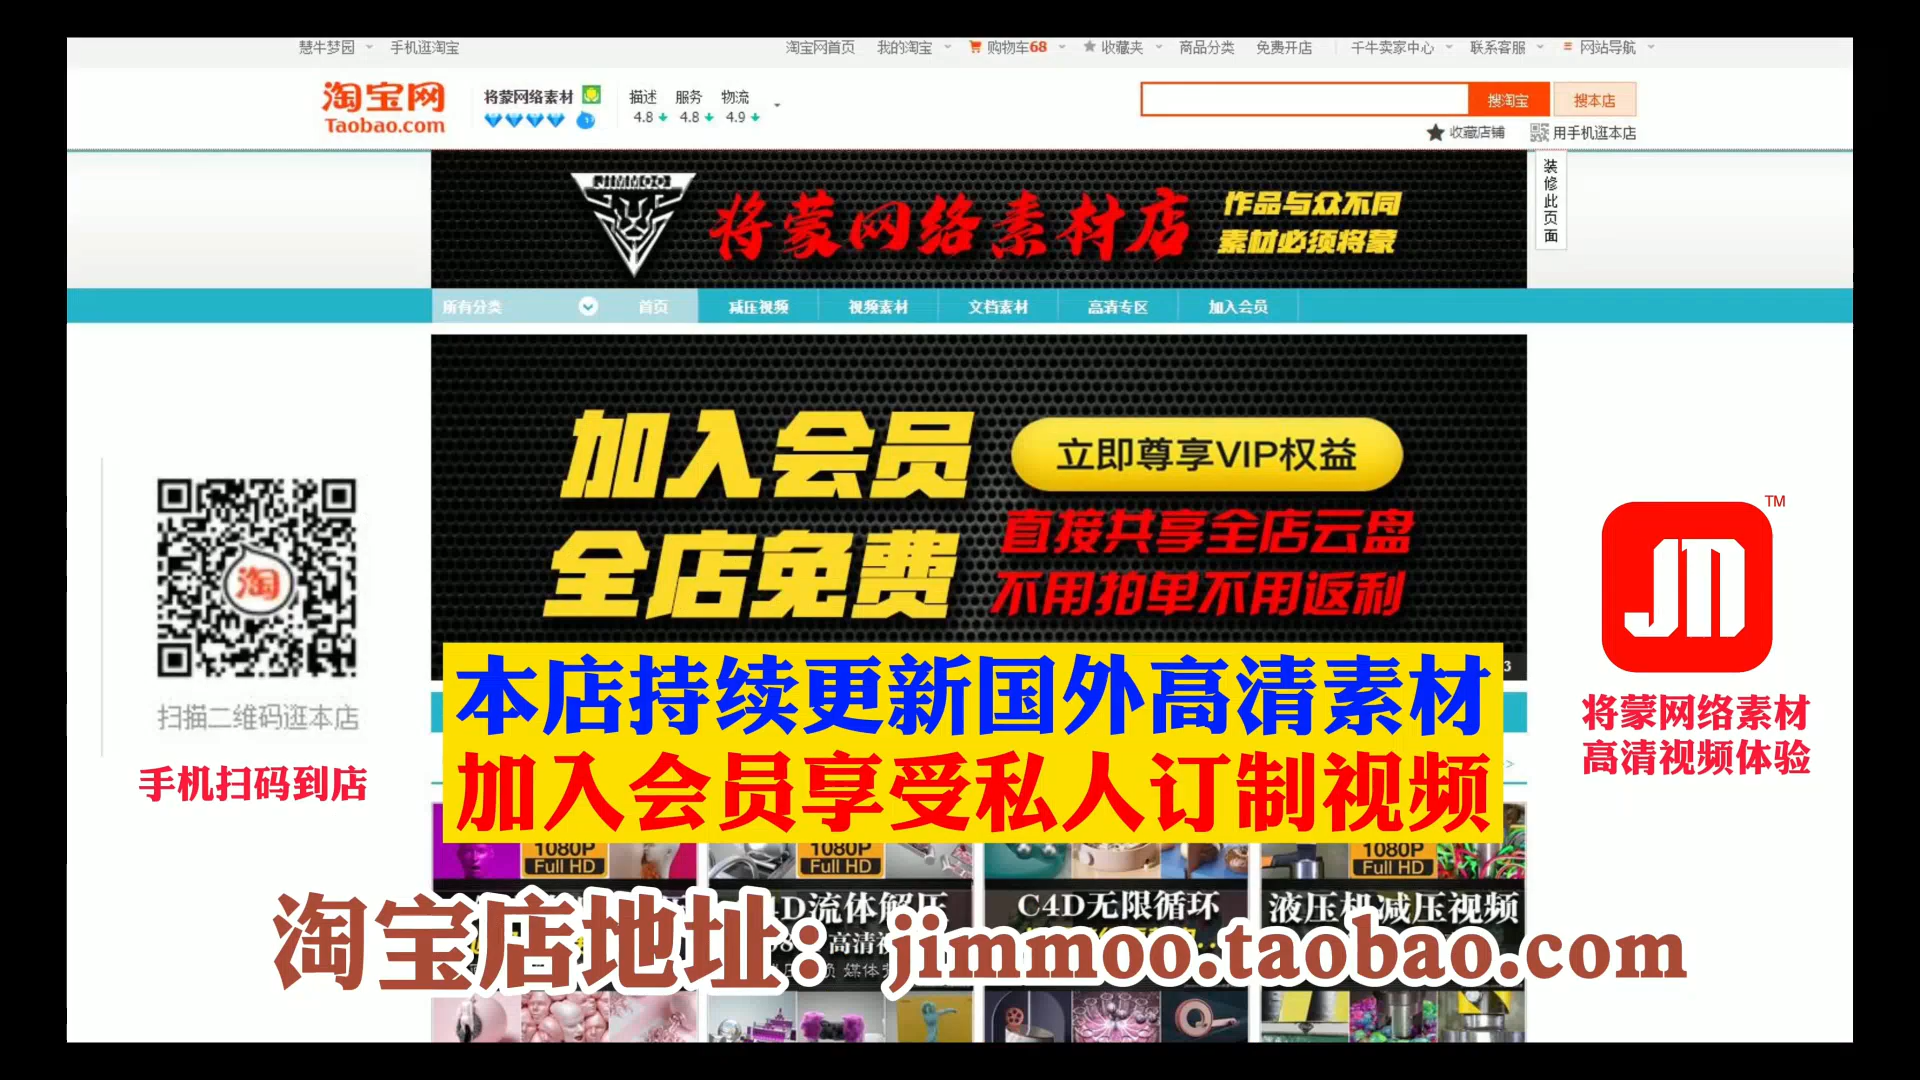 慧牛梦园 手机逛淘宝 淘宝网首页 我的淘宝 购物车68 收藏夹 商品分类 免费开店 千牛卖家中心 联系客服 网站导航
淘宝网
Taobao.com
将蒙网络素材
描述 服务 物流
4.8 4.8 4.9
搜淘宝 搜本店
收藏店铺 用手机逛本店
装修此页面
JIMMOO
将蒙网络素材店
作品与众不同
素材必须将蒙
所有分类 首页 减压视频 视频素材 文档素材 高清专区 加入会员
加入会员
全店免费
立即尊享VIP权益
直接共享全店云盘
不用拍单不用返利
淘
扫描二维码逛本店
手机扫码到店
TM
将蒙网络素材
高清视频体验
本店持续更新国外高清素材
加入会员享受私人订制视频
1080P
Full HD
1080P
Full HD
1080P
Full HD
4D流体解压
C4D无限循环
液压机减压视频
淘宝店地址：jimmoo.taobao.com